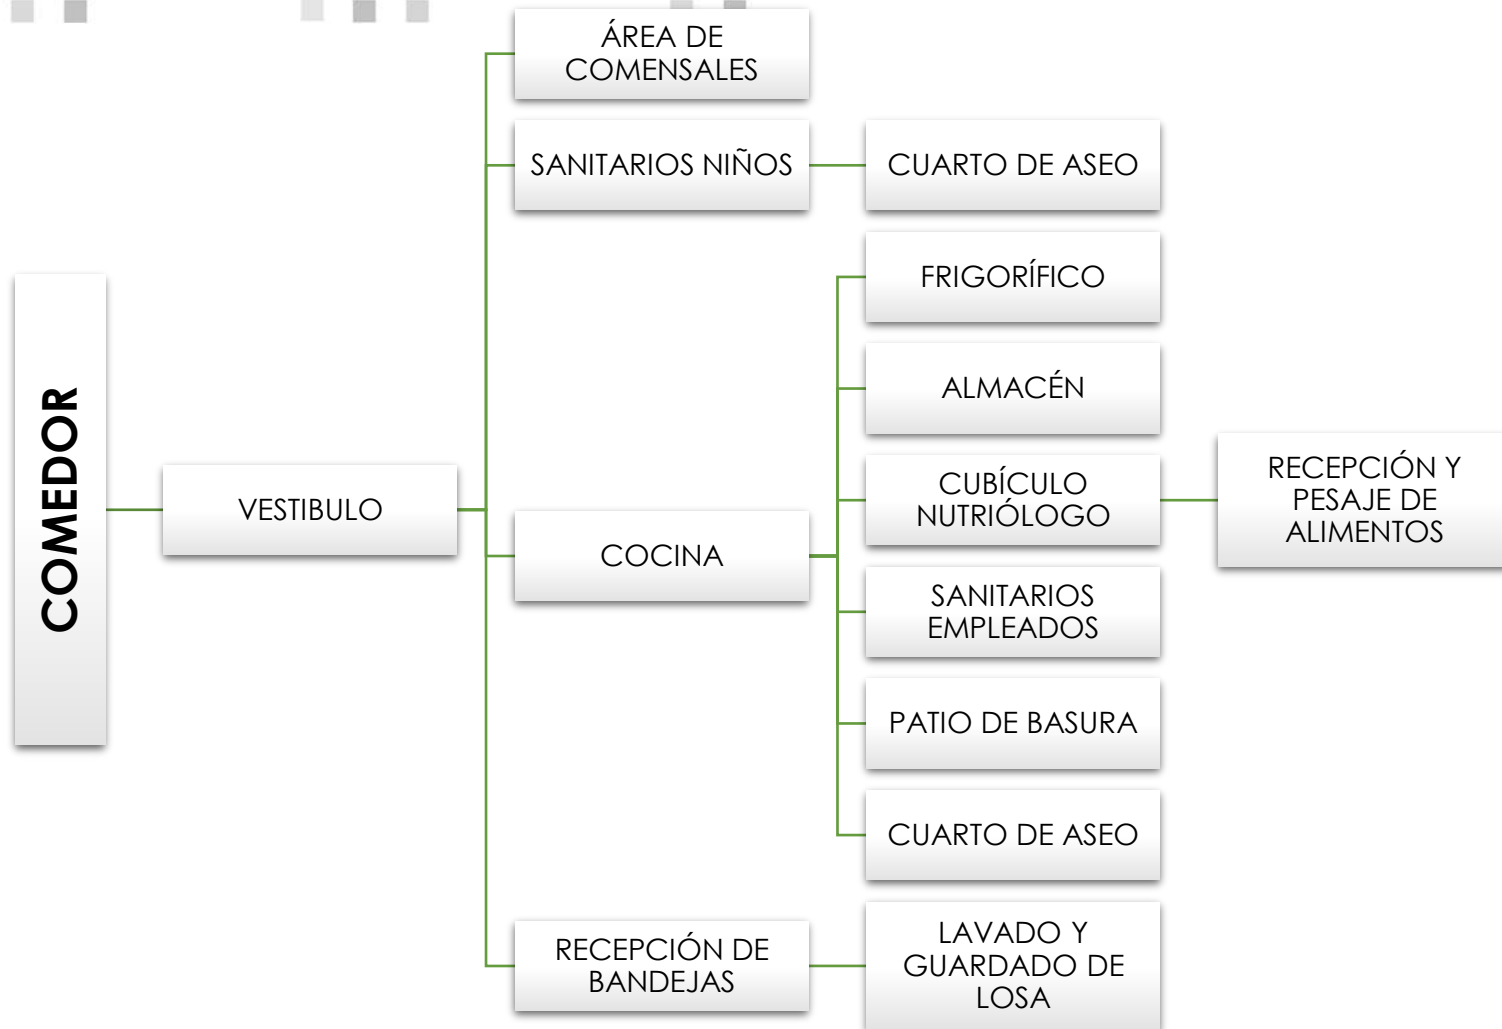 COMEDOR
VESTIBULO
ÁREA DE
COMENSALES
SANITARIOS NIÑOS
CUARTO DE ASEO
COCINA
FRIGORÍFICO
ALMACÉN
CUBÍCULO
NUTRIÓLOGO
RECEPCIÓN Y
PESAJE DE
ALIMENTOS
SANITARIOS
EMPLEADOS
PATIO DE BASURA
CUARTO DE ASEO
RECEPCIÓN DE
BANDEJAS
LAVADO Y
GUARDADO DE
LOSA